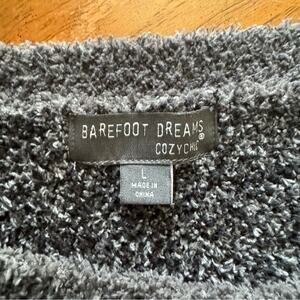 BAREFOOT DREAMS®
COZYCHIC
L
MADE IN
CHINA